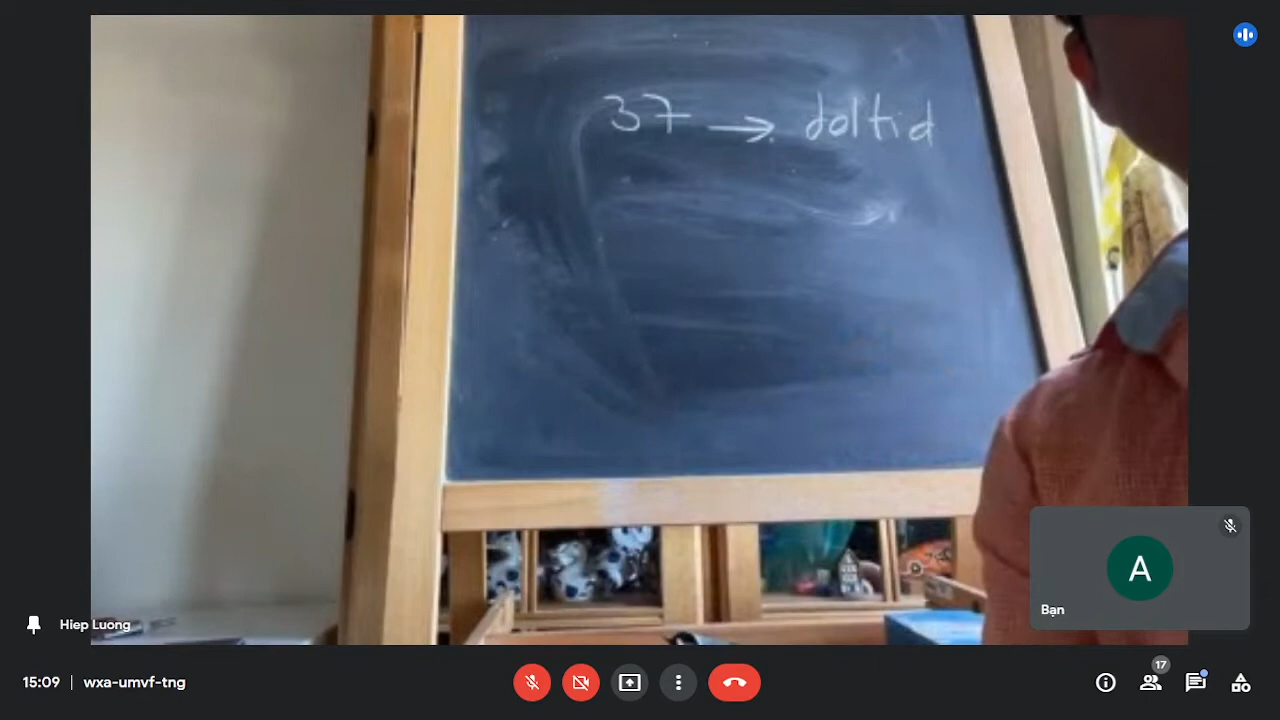 37 → doltid
Hiep Luong
A
Bạn
15:09 | wxa-umvf-tng
17